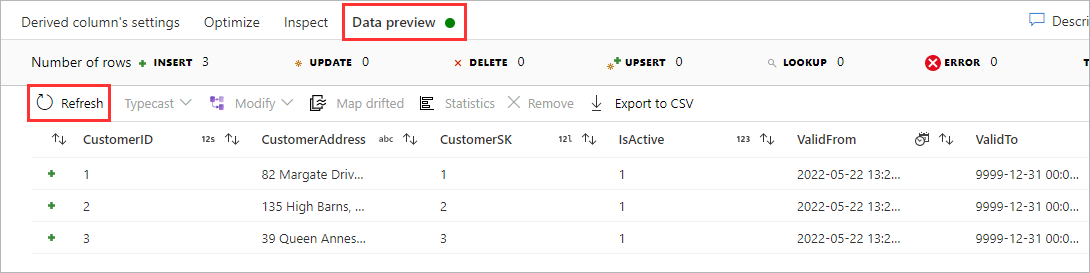 Derived column's settings Optimize Inspect Data preview Descri
Number of rows INSERT 3 UPDATE 0 DELETE 0 UPSERT 0 LOOKUP 0 ERROR 0 T
Refresh Typecast Modify Map drifted Statistics Remove Export to CSV
CustomerID 12s CustomerAddress abc CustomerSK 12l IsActive 123 ValidFrom ValidTo
1 82 Margate Driv... 1 1 2022-05-22 13:2... 9999-12-31 00:0...
2 135 High Barns, ... 2 1 2022-05-22 13:2... 9999-12-31 00:0...
3 39 Queen Annes... 3 1 2022-05-22 13:2... 9999-12-31 00:0...